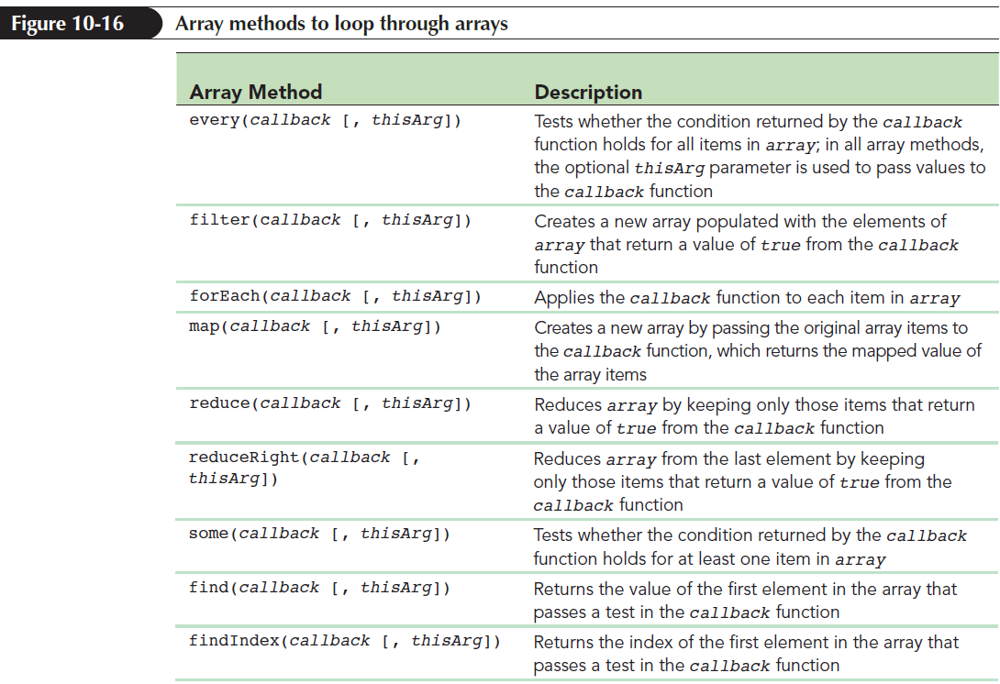 Figure 10-16 Array methods to loop through arrays
Array Method Description
every(callback [, thisArg]) Tests whether the condition returned by the callback
function holds for all items in array; in all array methods,
the optional thisArg parameter is used to pass values to
the callback function
filter(callback [, thisArg]) Creates a new array populated with the elements of
array that return a value of true from the callback
function
forEach(callback [, thisArg]) Applies the callback function to each item in array
map(callback [, thisArg]) Creates a new array by passing the original array items to
the callback function, which returns the mapped value of
the array items
reduce(callback [, thisArg]) Reduces array by keeping only those items that return
a value of true from the callback function
reduceRight(callback [, Reduces array from the last element by keeping
thisArg]) only those items that return a value of true from the
callback function
some(callback [, thisArg]) Tests whether the condition returned by the callback
function holds for at least one item in array
find(callback [, thisArg]) Returns the value of the first element in the array that
passes a test in the callback function
findIndex(callback [, thisArg]) Returns the index of the first element in the array that
passes a test in the callback function